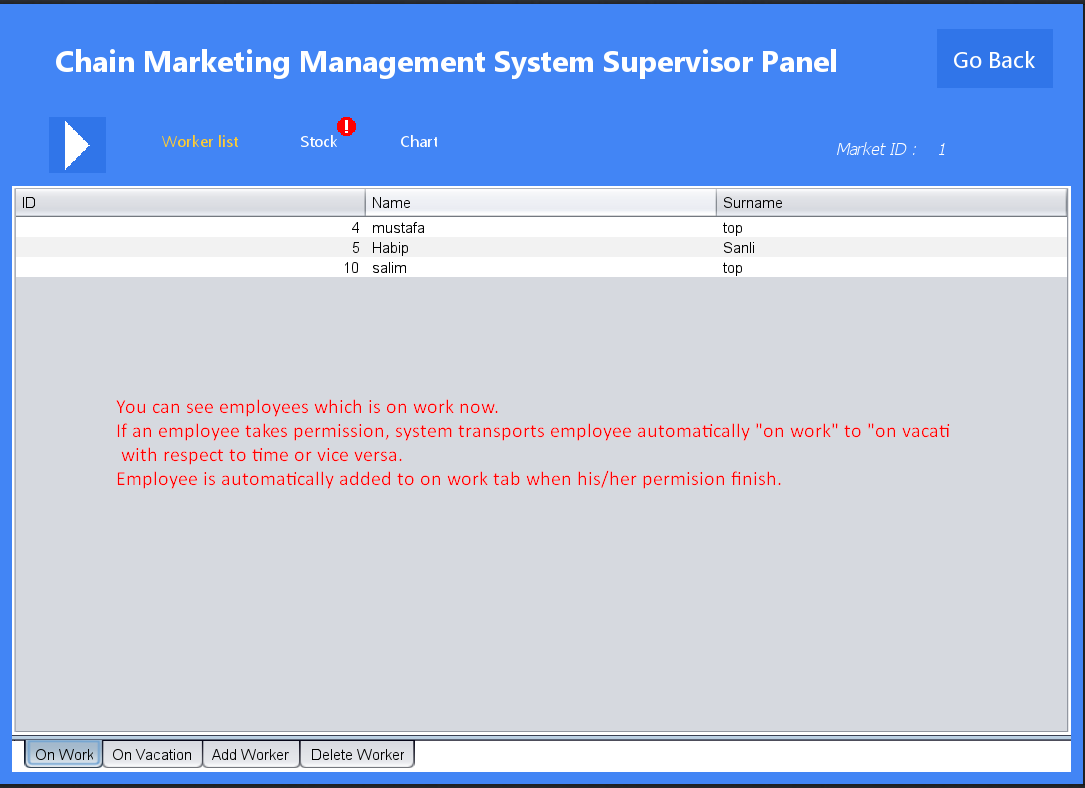 Chain Marketing Management System Supervisor Panel
Go Back
Worker list Stock ! Chart
Market ID : 1
ID Name Surname
4 mustafa top
5 Habip Sanli
10 salim top
You can see employees which is on work now.
If an employee takes permission, system transports employee automatically "on work" to "on vacati
with respect to time or vice versa.
Employee is automatically added to on work tab when his/her permision finish.
On Work On Vacation Add Worker Delete Worker